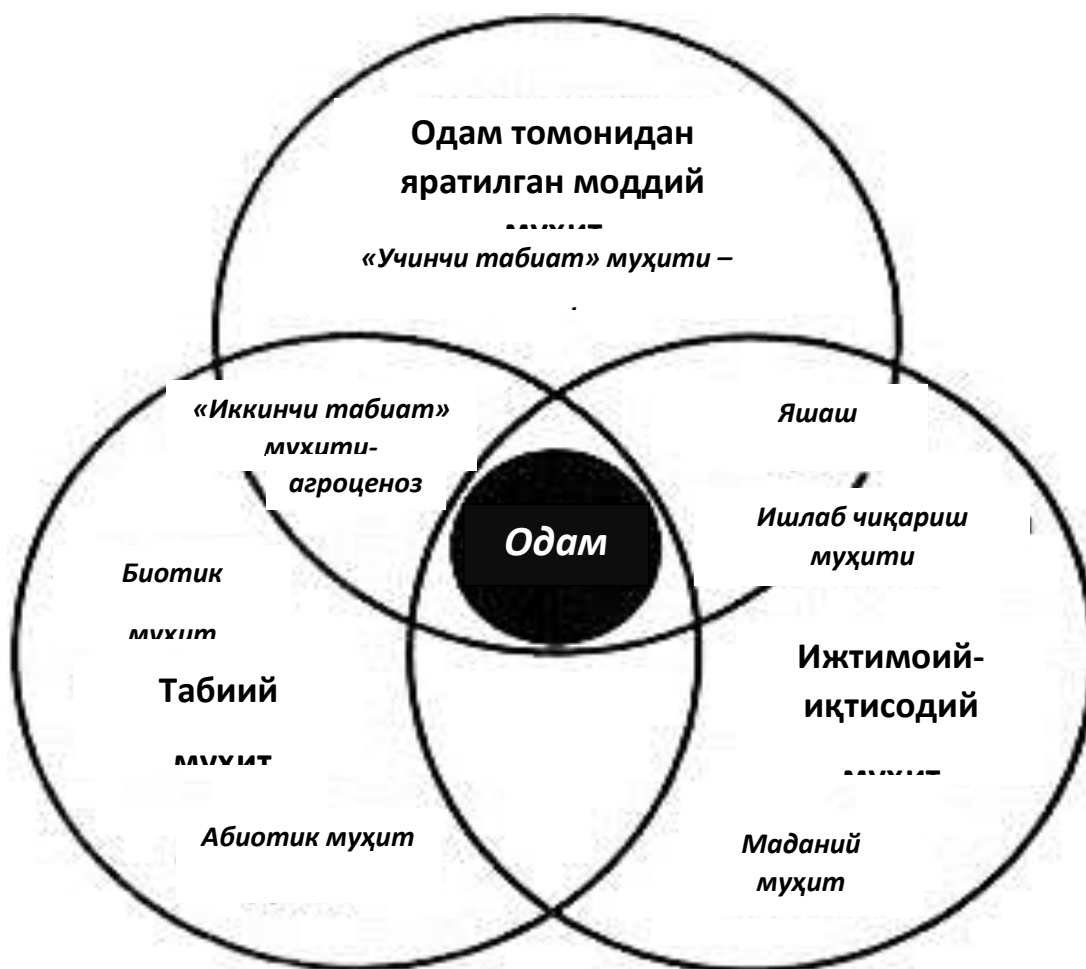 Одам томонидан
яратилган моддий
муҳит
«Учинчи табиат» муҳити –
«Иккинчи табиат»
муҳити-
агроценоз
Яшаш
Одам
Ишлаб чиқариш
муҳити
Биотик
муҳит
Табиий
муҳит
Ижтимоий-
иқтисодий
муҳит
Абиотик муҳит
Маданий
муҳит